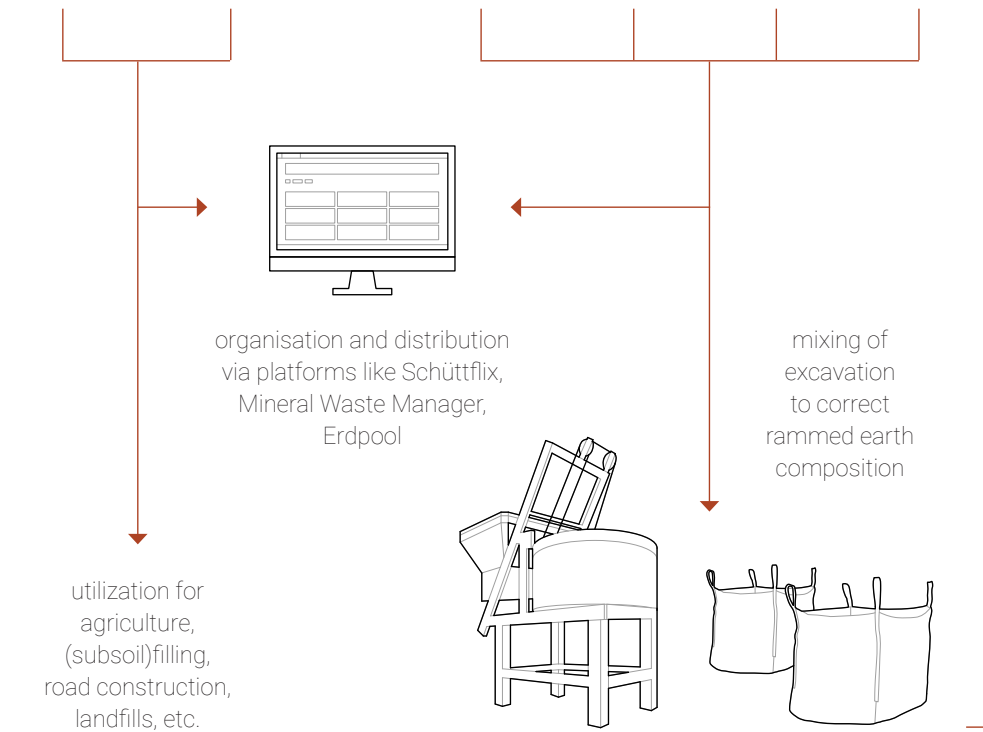 organisation and distribution
via platforms like Schüttflix,
Mineral Waste Manager,
Erdpool
mixing of
excavation
to correct
rammed earth
composition
utilization for
agriculture,
(subsoil)filling,
road construction,
landfills, etc.